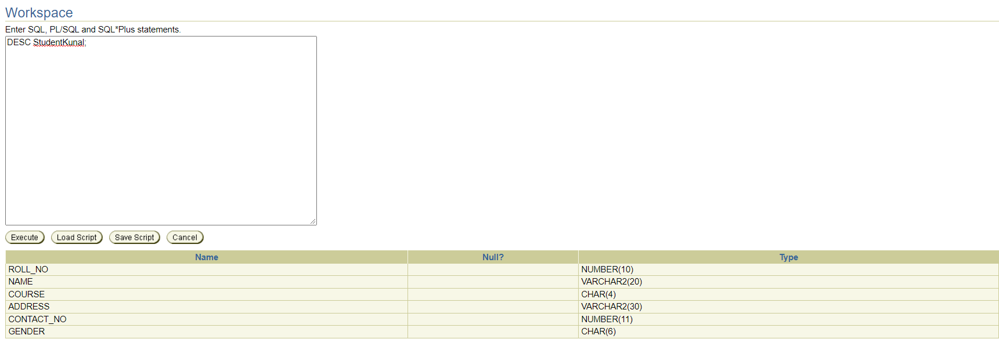 Workspace
Enter SQL, PL/SQL and SQL*Plus statements.
DESC StudentKunal;
Execute Load Script Save Script Cancel
Name Null? Type
ROLL_NO NUMBER(10)
NAME VARCHAR2(20)
COURSE CHAR(4)
ADDRESS VARCHAR2(30)
CONTACT_NO NUMBER(11)
GENDER CHAR(6)